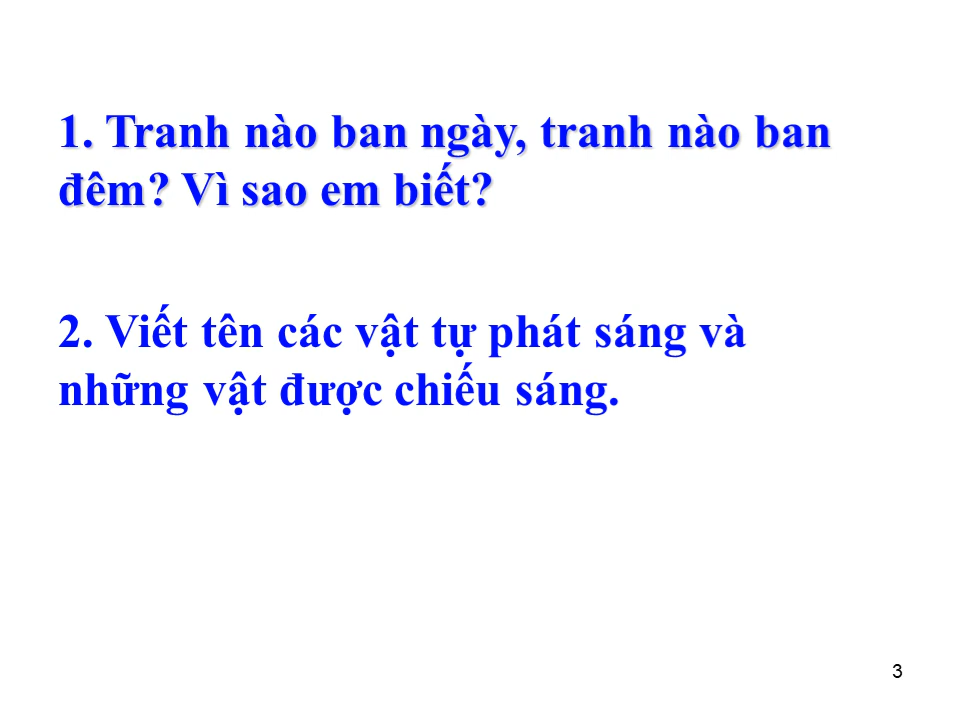 1. Tranh nào ban ngày, tranh nào ban
đêm? Vì sao em biết?
2. Viết tên các vật tự phát sáng và
những vật được chiếu sáng.
3